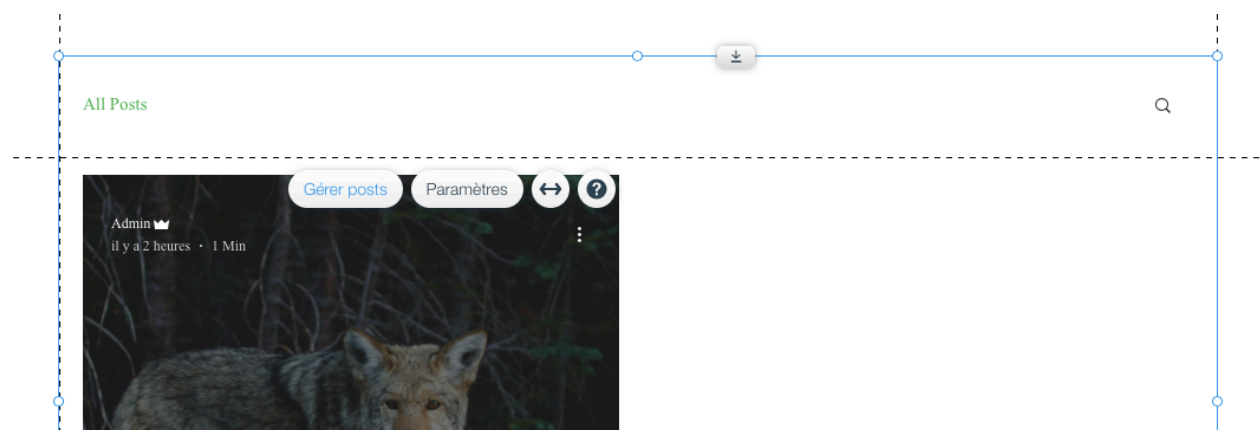 All Posts
Gérer posts
Paramètres
?
Admin
il y a 2 heures · 1 Min